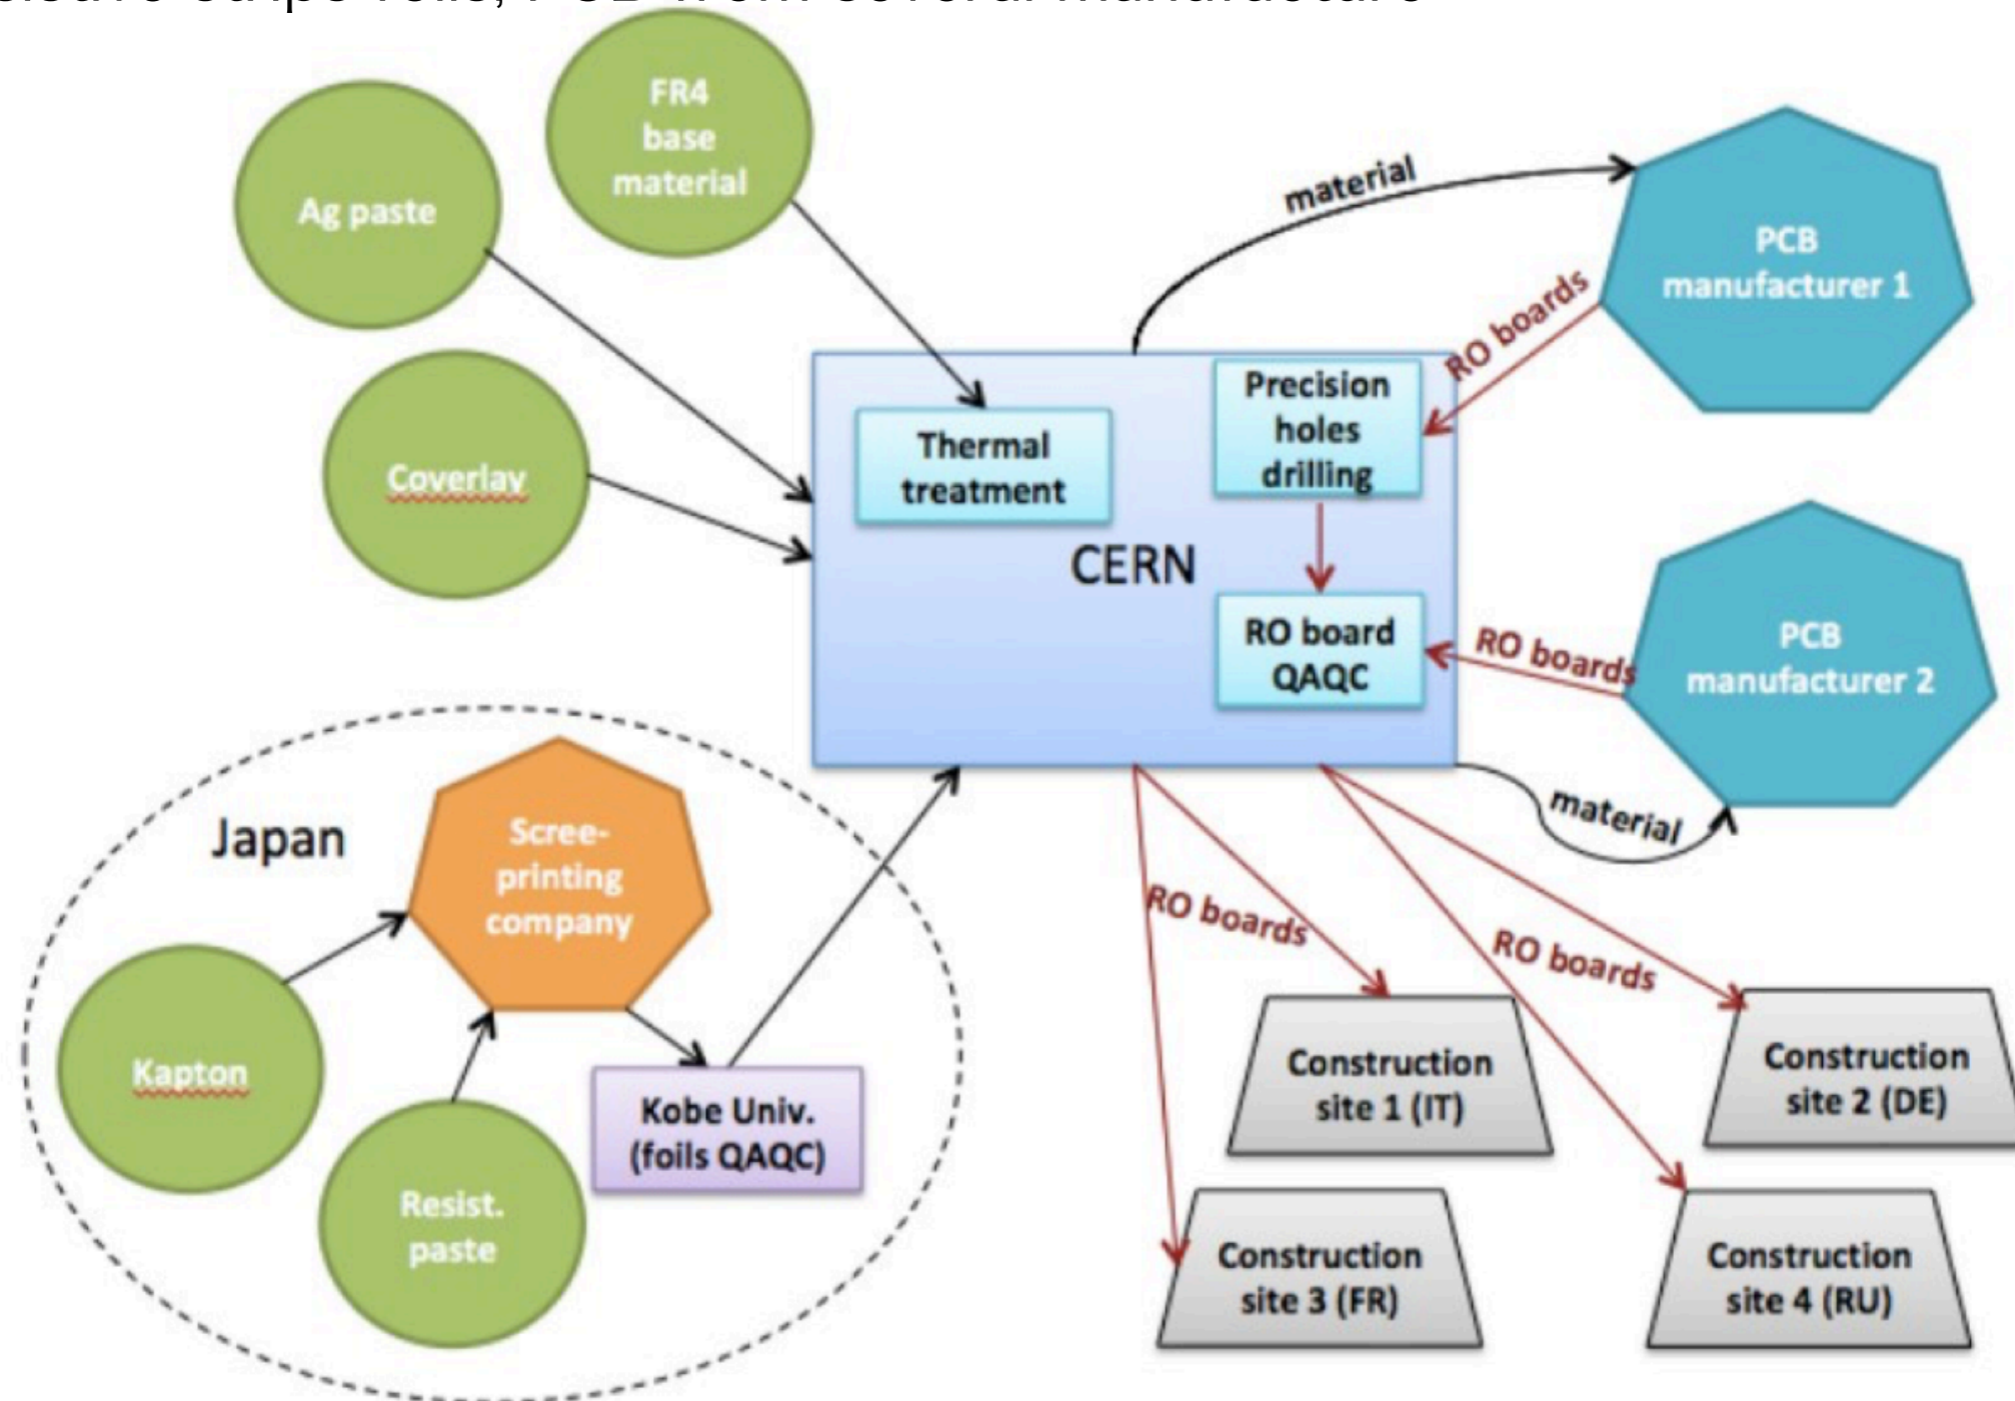 FR4
base
material
Ag paste
Coverlay
material
PCB
manufacturer 1
RO boards
Precision
holes
drilling
Thermal
treatment
CERN
RO board
QAQC
RO boards
PCB
manufacturer 2
material
Japan
Scree-
printing
company
Kapton
Resist.
paste
Kobe Univ.
(foils QAQC)
RO boards
RO boards
Construction
site 1 (IT)
Construction
site 2 (DE)
Construction
site 3 (FR)
Construction
site 4 (RU)